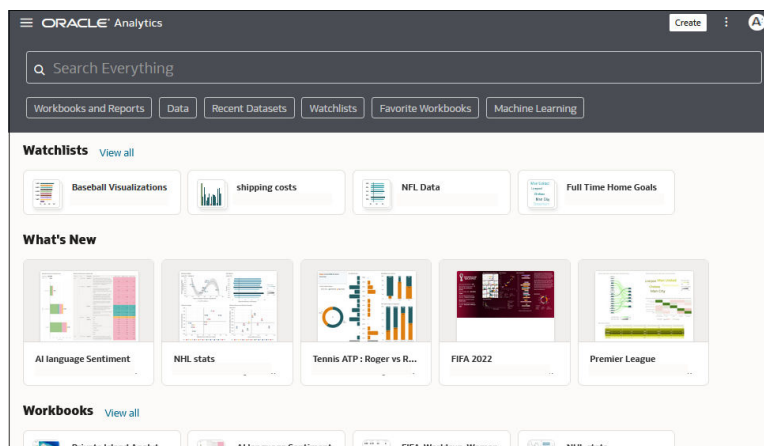 ORACLE Analytics
Create
Search Everything
Workbooks and Reports Data Recent Datasets Watchlists Favorite Workbooks Machine Learning
Watchlists View all
Baseball Visualizations shipping costs NFL Data Full Time Home Goals
What's New
AI language Sentiment NHL stats Tennis ATP : Roger vs R... FIFA 2022 Premier League
Workbooks View all